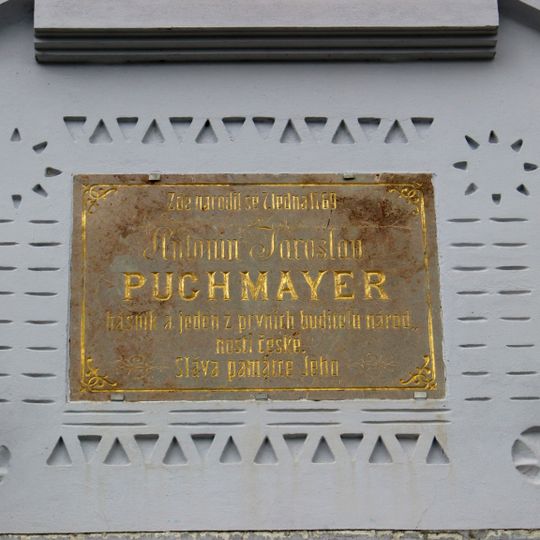 Zde narodil se 7. ledna 1769
Antonín Jaroslav
PUCHMAYER
básník a jeden z prvních buditelů národ„
nosti české.
Sláva památce Jeho